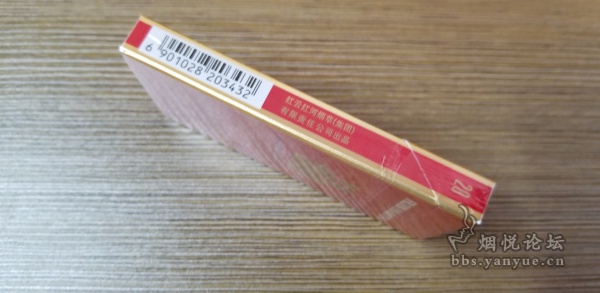 6 901028 203432
红云红河烟草(集团)
有限责任公司出品
20
烟悦论坛
bbs.yanyue.cn